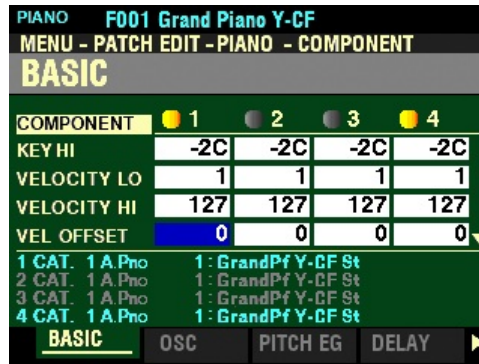 PIANO F001 Grand Piano Y-CF
MENU - PATCH EDIT - PIANO - COMPONENT
BASIC
COMPONENT 1 2 3 4
KEY HI -2C -2C -2C -2C
VELOCITY LO 1 1 1 1
VELOCITY HI 127 127 127 127
VEL OFFSET 0 0 0 0
1 CAT. 1 A.Pno 1: GrandPf Y-CF St
2 CAT. 1 A.Pno 1: GrandPf Y-CF St
3 CAT. 1 A.Pno 1: GrandPf Y-CF St
4 CAT. 1 A.Pno 1: GrandPf Y-CF St
BASIC OSC PITCH EG DELAY